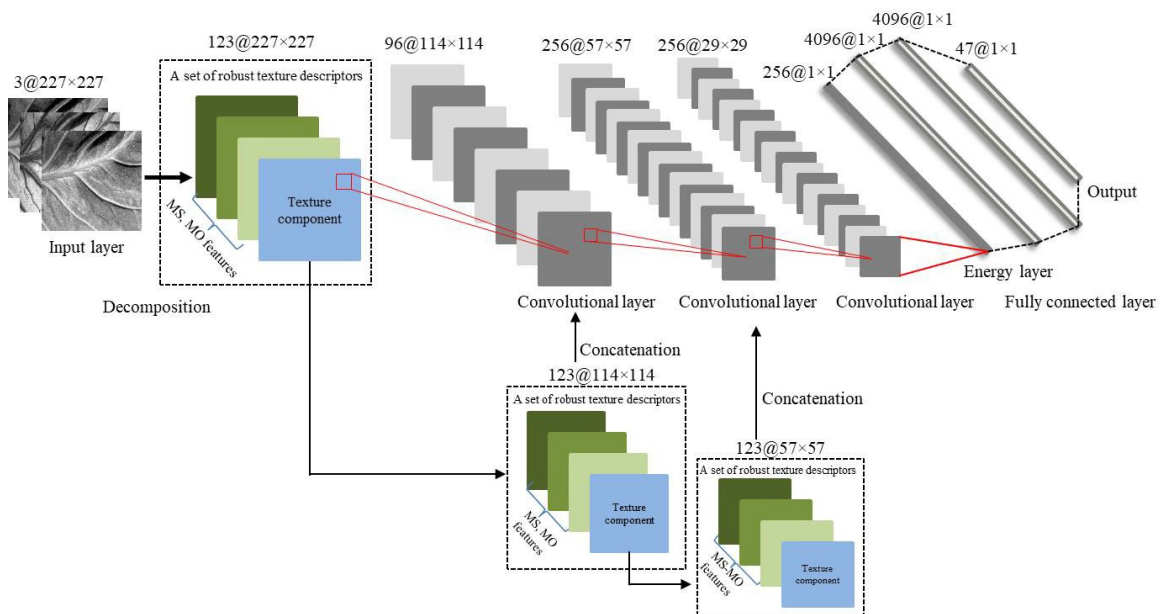 3@227×227
Input layer
123@227×227
A set of robust texture descriptors
Texture
component
MS, MO features
Decomposition
96@114×114
256@57×57
256@29×29
256@1×1
4096@1×1
4096@1×1
47@1×1
Output
Energy layer
Convolutional layer
Convolutional layer
Convolutional layer
Fully connected layer
Concatenation
123@114×114
A set of robust texture descriptors
Texture
component
MS, MO
features
Concatenation
123@57×57
A set of robust texture descriptors
Texture
component
MS-MO
features